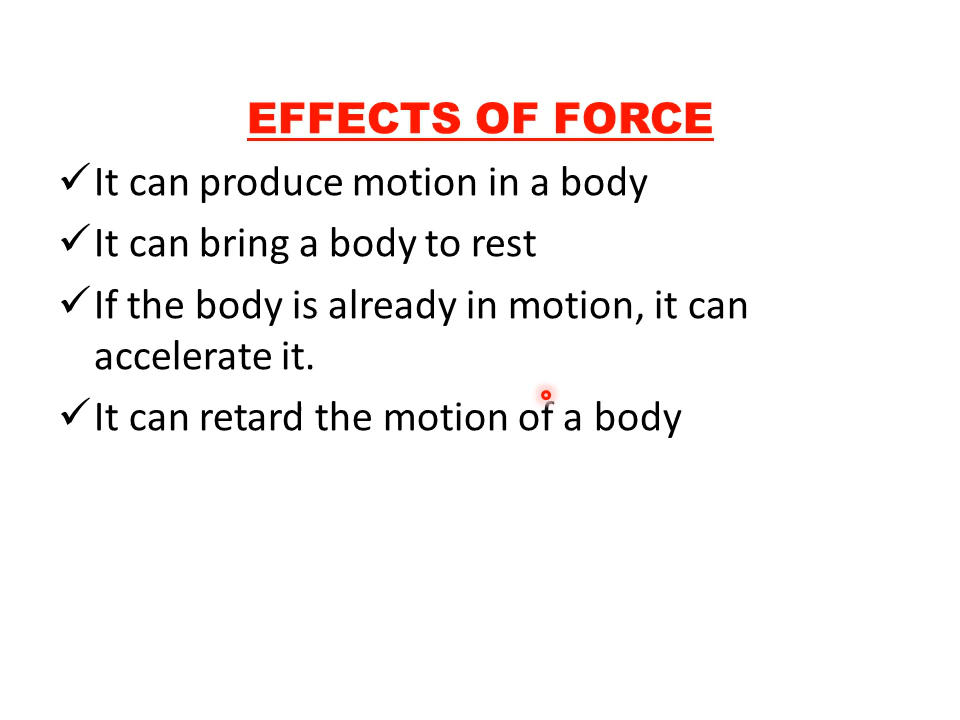 EFFECTS OF FORCE
✓ It can produce motion in a body
✓ It can bring a body to rest
✓ If the body is already in motion, it can
accelerate it.
✓ It can retard the motion of a body